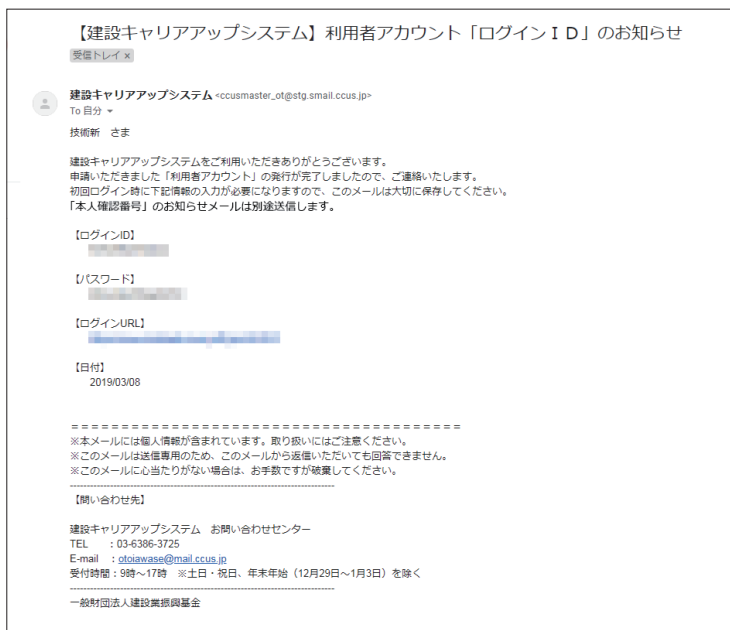 【建設キャリアアップシステム】利用者アカウント「ログインＩＤ」のお知らせ
受信トレイ ×
建設キャリアアップシステム <ccusmaster_ot@stg.smail.ccus.jp>
To 自分
技術新　さま
建設キャリアアップシステムをご利用いただきありがとうございます。
申請いただきました「利用者アカウント」の発行が完了しましたので、ご連絡いたします。
初回ログイン時に下記情報の入力が必要になりますので、このメールは大切に保存してください。
「本人確認番号」のお知らせメールは別途送信します。
【ログインID】
【パスワード】
【ログインURL】
【日付】
2019/03/08
＝＝＝＝＝＝＝＝＝＝＝＝＝＝＝＝＝＝＝＝＝＝＝＝＝＝＝＝＝＝＝＝＝＝＝＝＝＝＝
※本メールには個人情報が含まれています。取り扱いにはご注意ください。
※このメールは送信専用のため、このメールから返信いただいても回答できません。
※このメールに心当たりがない場合は、お手数ですが破棄してください。
--------------------------------------------------------------------------------
【問い合わせ先】
建設キャリアアップシステム　お問い合わせセンター
TEL　　：03-6386-3725
E-mail　：otoiawase@mail.ccus.jp
受付時間：9時～17時　※土日・祝日、年末年始（12月29日～1月3日）を除く
--------------------------------------------------------------------------------
一般財団法人建設業振興基金